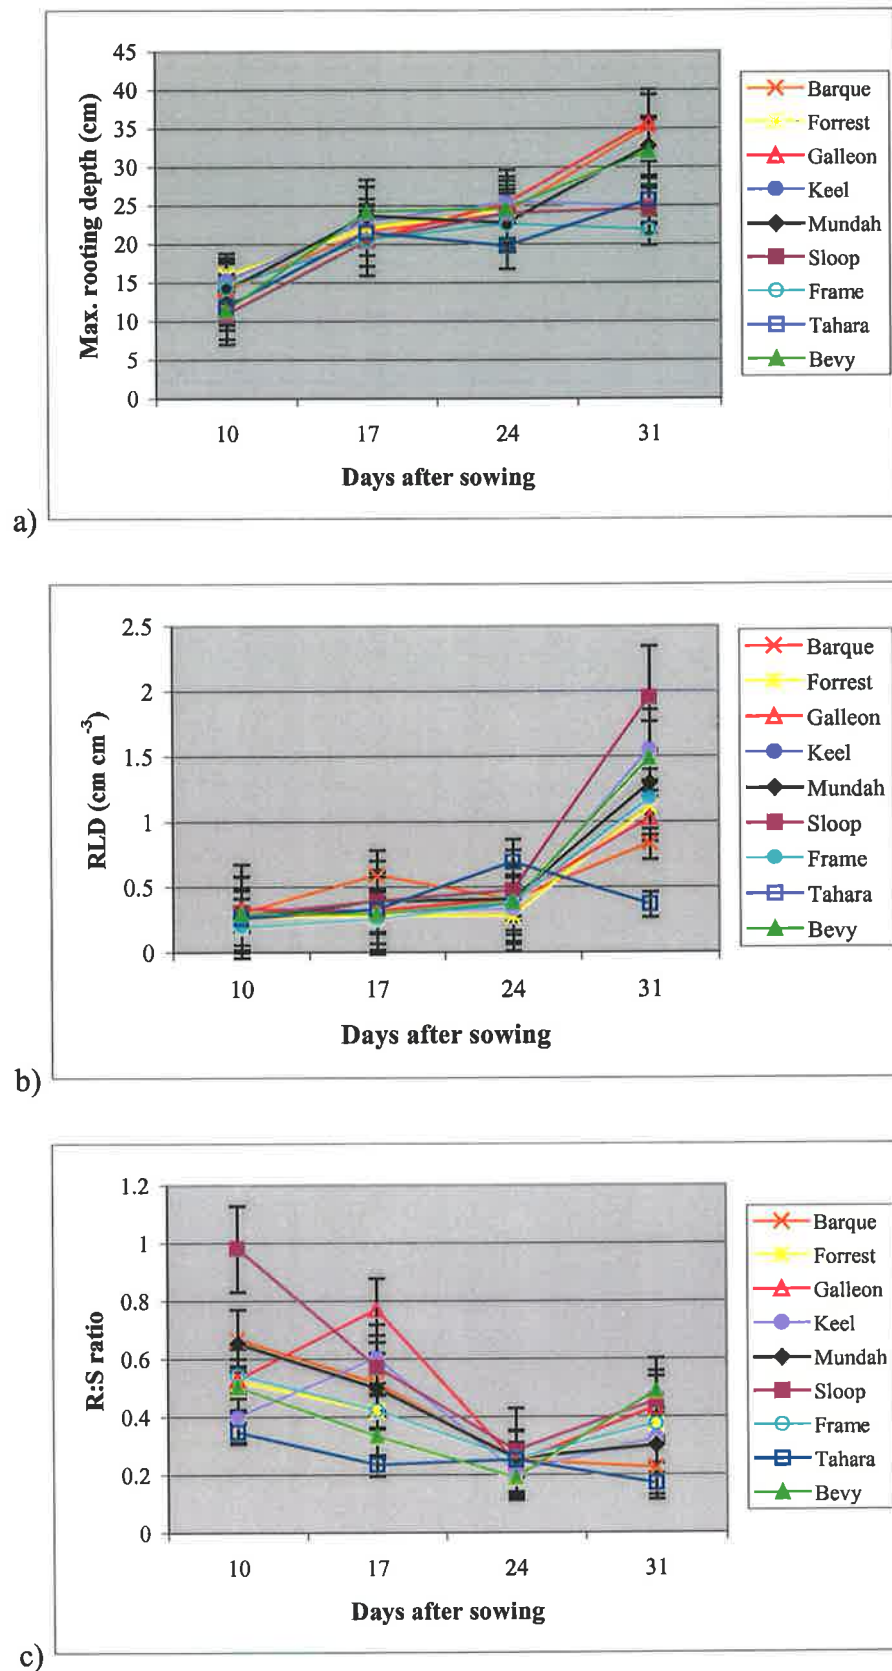 45
40
35
30
25
20
15
10
5
0
Max. rooting depth (cm)
10 17 24 31
Days after sowing
Barque
Forrest
Galleon
Keel
Mundah
Sloop
Frame
Tahara
Bevy
a)
2.5
2
1.5
1
0.5
0
RLD (cm cm⁻³)
10 17 24 31
Days after sowing
Barque
Forrest
Galleon
Keel
Mundah
Sloop
Frame
Tahara
Bevy
b)
1.2
1
0.8
0.6
0.4
0.2
0
R:S ratio
10 17 24 31
Days after sowing
Barque
Forrest
Galleon
Keel
Mundah
Sloop
Frame
Tahara
Bevy
c)